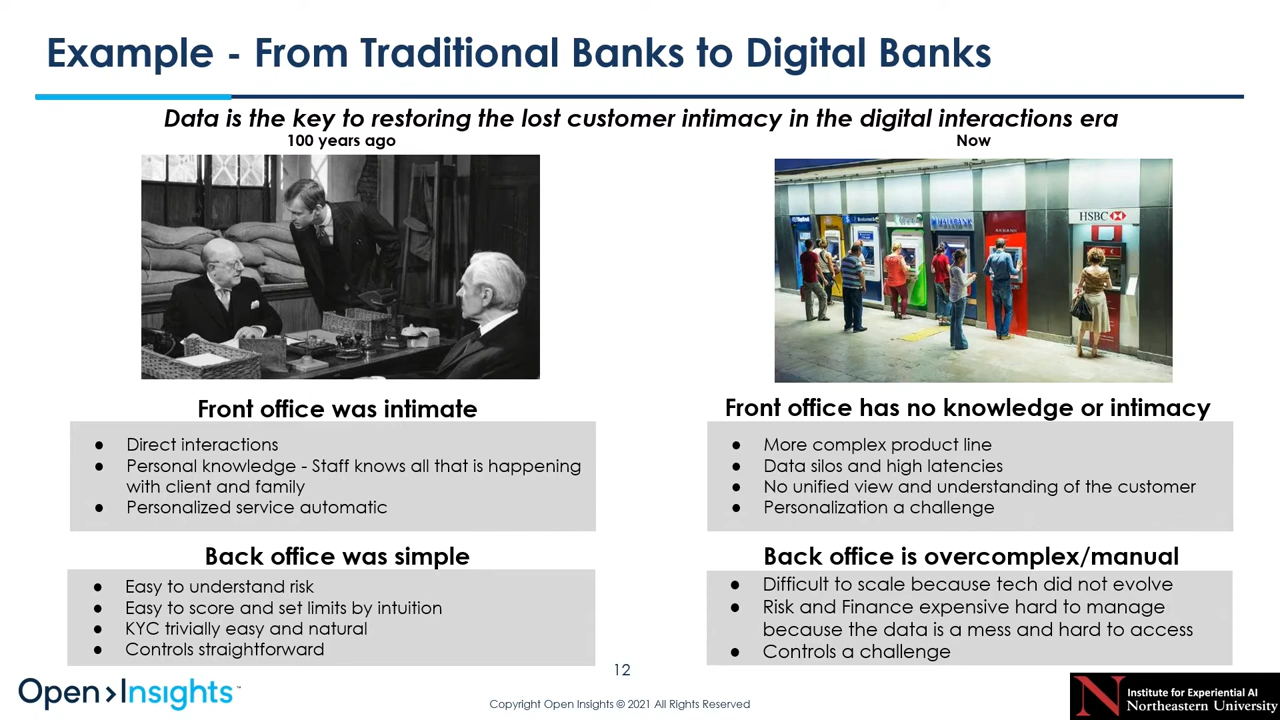 Example - From Traditional Banks to Digital Banks
Data is the key to restoring the lost customer intimacy in the digital interactions era
100 years ago
Front office was intimate
● Direct interactions
● Personal knowledge - Staff knows all that is happening
with client and family
● Personalized service automatic
Back office was simple
● Easy to understand risk
● Easy to score and set limits by intuition
● KYC trivially easy and natural
● Controls straightforward
Now
HSBC
Front office has no knowledge or intimacy
● More complex product line
● Data silos and high latencies
● No unified view and understanding of the customer
● Personalization a challenge
Back office is overcomplex/manual
● Difficult to scale because tech did not evolve
● Risk and Finance expensive hard to manage
because the data is a mess and hard to access
● Controls a challenge
12
Open>Insights™
Copyright Open Insights © 2021 All Rights Reserved
N
Institute for Experiential AI
Northeastern University